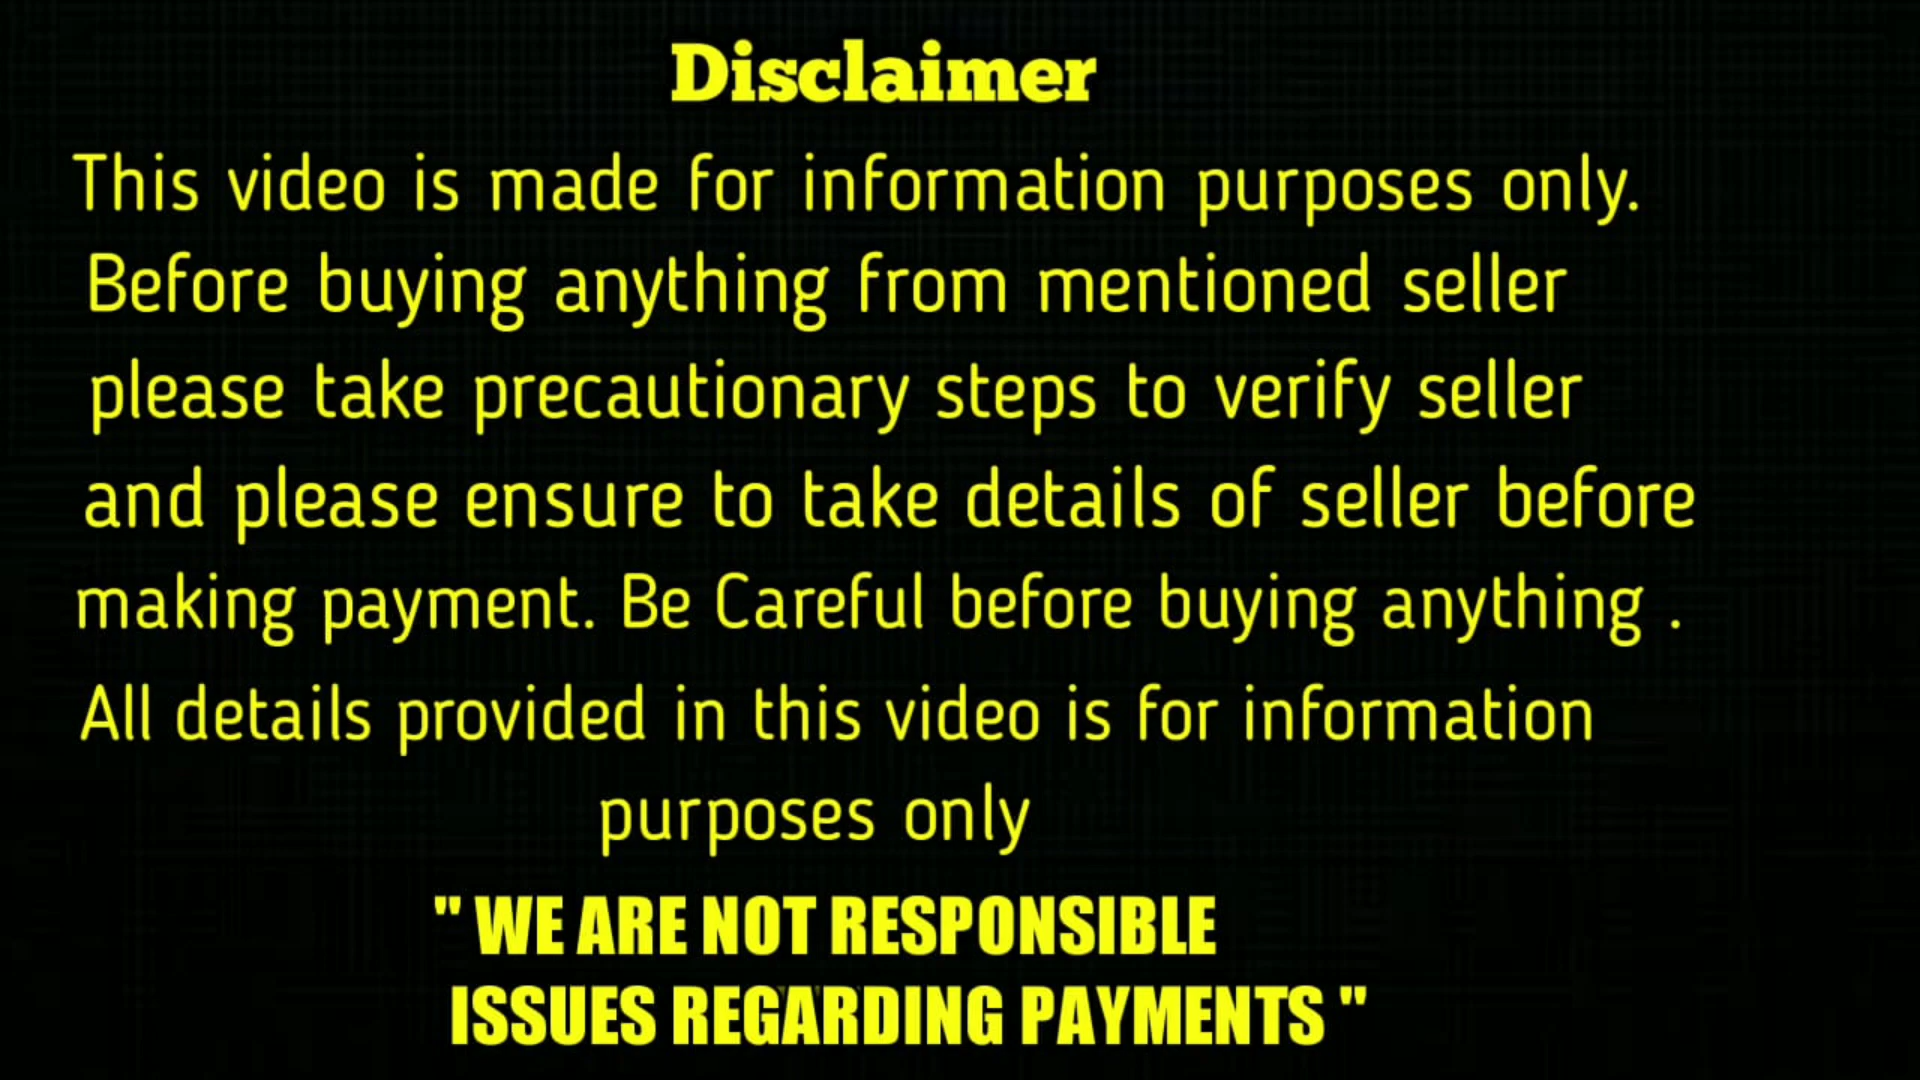 Disclaimer
This video is made for information purposes only.
Before buying anything from mentioned seller
please take precautionary steps to verify seller
and please ensure to take details of seller before
making payment. Be Careful before buying anything .
All details provided in this video is for information
purposes only
" WE ARE NOT RESPONSIBLE
ISSUES REGARDING PAYMENTS "